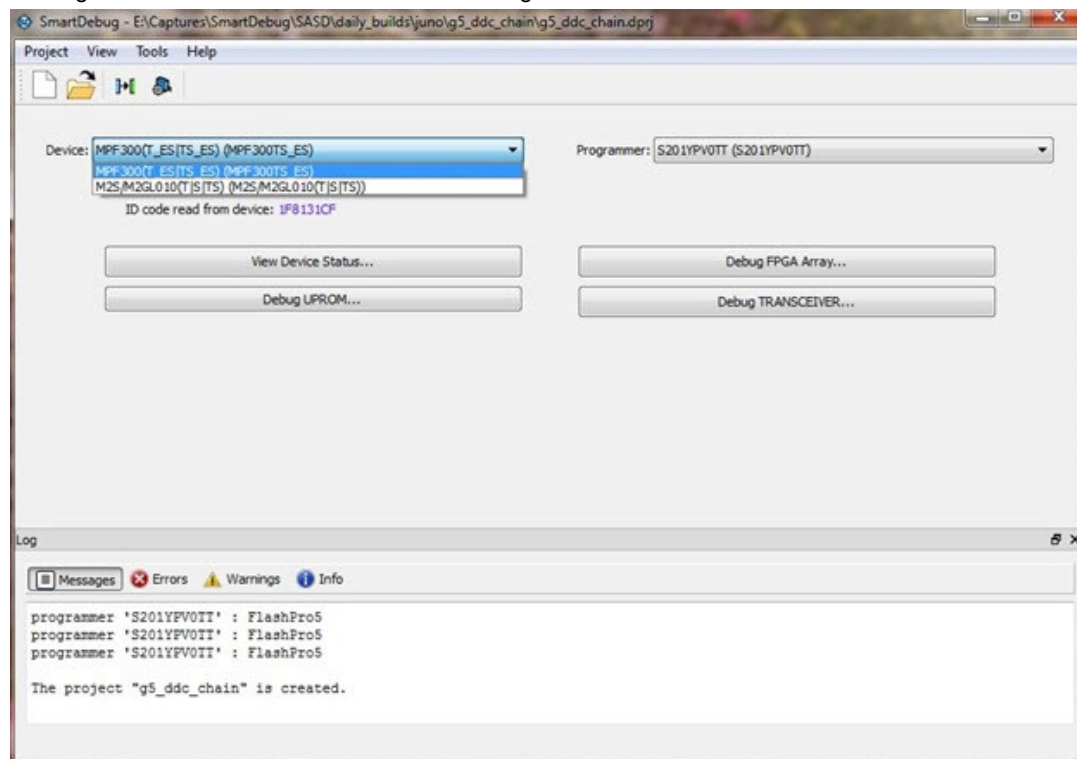 SmartDebug - E:\Captures\SmartDebug\SASD\daily_builds\juno\g5_ddc_chain\g5_ddc_chain.dprj
Project View Tools Help
Device: MPF300(T_ES|TS_ES) (MPF300TS_ES) Programmer: S201YPV0TT (S201YPV0TT)
MPF300(T_ES|TS_ES) (MPF300TS_ES)
M2S/M2GL010(T|S|TS) (M2S/M2GL010(T|S|TS))
ID code read from device: 1F8131CF
View Device Status... Debug FPGA Array...
Debug UPROM... Debug TRANSCEIVER...
Log
Messages Errors Warnings Info
programmer 'S201YPV0TT' : FlashPro5
programmer 'S201YPV0TT' : FlashPro5
programmer 'S201YPV0TT' : FlashPro5
The project "g5_ddc_chain" is created.